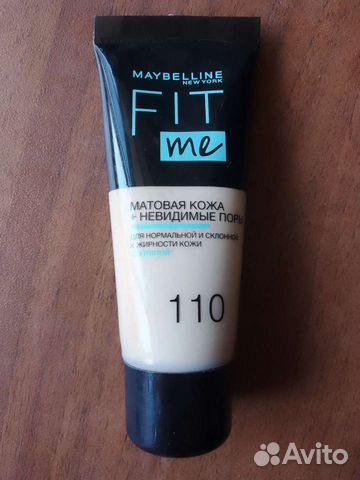 MAYBELLINE
NEW YORK
FIT
me
МАТОВАЯ КОЖА
+ НЕВИДИМЫЕ ПОРЫ
ДЛЯ НОРМАЛЬНОЙ И СКЛОННОЙ
К ЖИРНОСТИ КОЖИ
110
Avito